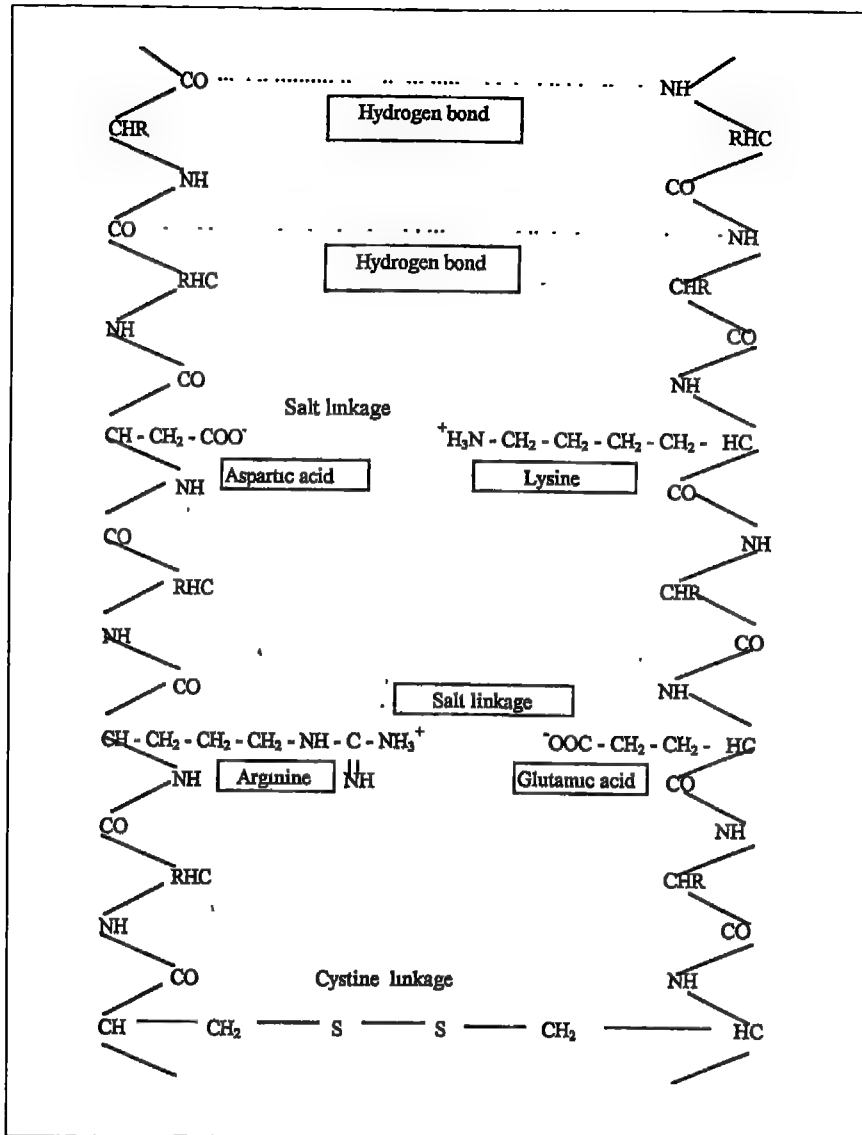 CO NH
Hydrogen bond
CHR RHC
NH CO
CO NH
Hydrogen bond
RHC CHR
NH CO
CO NH
Salt linkage
CH-CH₂-COO⁻ ⁺H₃N-CH₂-CH₂-CH₂-CH₂- HC
Aspartic acid Lysine
NH CO
CO NH
RHC CHR
NH CO
CO NH
Salt linkage
CH-CH₂-CH₂-CH₂-NH-C-NH₃⁺ ⁻OOC-CH₂-CH₂- HC
NH Arginine NH Glutamic acid CO
CO NH
RHC CHR
NH CO
CO Cystine linkage NH
CH CH₂ S S CH₂ HC